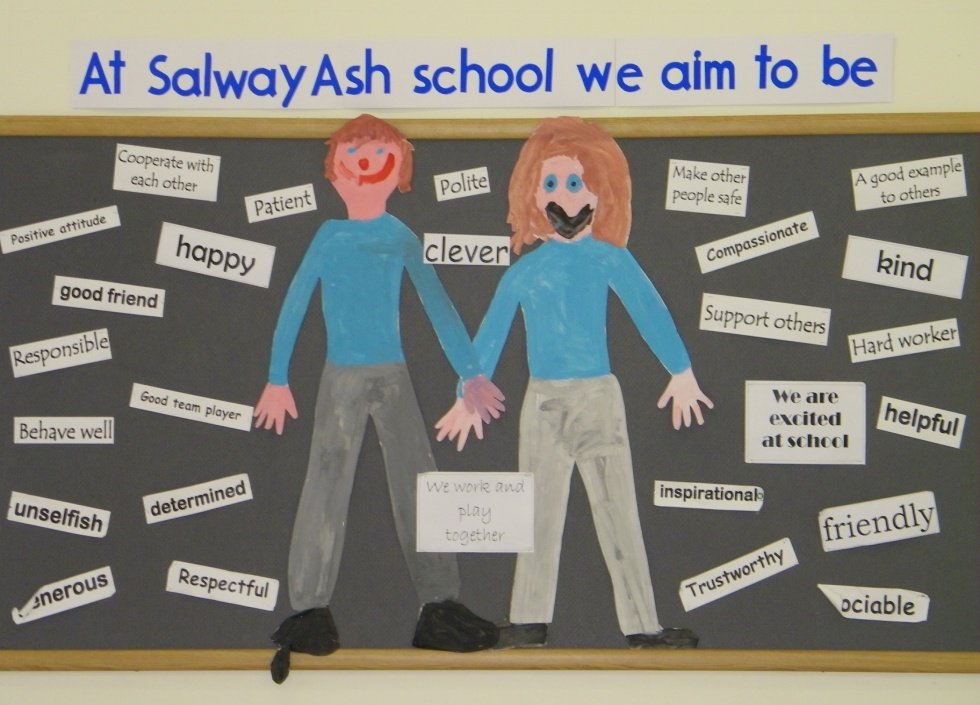 At Salway Ash school we aim to be
Cooperate with
each other
Patient
Polite
Make other
people safe
A good example
to others
Positive attitude
happy
clever
Compassionate
kind
good friend
Support others
Responsible
Hard worker
Good team player
We are
excited
at school
helpful
Behave well
We work and
play
together
unselfish
determined
inspirational
friendly
enerous
Respectful
Trustworthy
ociable